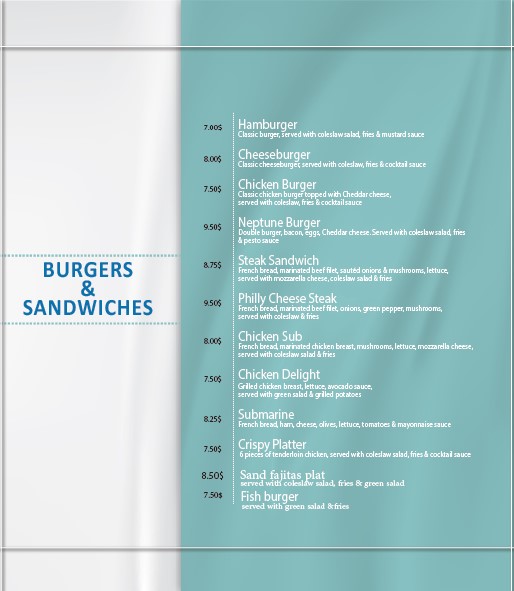 BURGERS
&
SANDWICHES
7.00$ Hamburger
Classic burger, served with coleslaw salad, fries & mustard sauce
8.00$ Cheeseburger
Classic cheeseburger, served with coleslaw, fries & cocktail sauce
7.50$ Chicken Burger
Classic chicken burger topped with Cheddar cheese,
served with coleslaw, fries & cocktail sauce
9.50$ Neptune Burger
Double burger, bacon, eggs, Cheddar cheese. Served with coleslaw salad, fries
& pesto sauce
8.75$ Steak Sandwich
French bread, marinated beef filet, sautéd onions & mushrooms, lettuce,
served with mozzarella cheese, coleslaw salad & fries
9.50$ Philly Cheese Steak
French bread, marinated beef filet, onions, green pepper, mushrooms,
served with coleslaw & fries
8.00$ Chicken Sub
French bread, marinated chicken breast, mushrooms, lettuce, mozzarella cheese,
served with coleslaw salad & fries
7.50$ Chicken Delight
Grilled chicken breast, lettuce, avocado sauce,
served with green salad & grilled potatoes
8.25$ Submarine
French bread, ham, cheese, olives, lettuce, tomatoes & mayonnaise sauce
7.50$ Crispy Platter
6 pieces of tenderloin chicken, served with coleslaw salad, fries & cocktail sauce
8.50$ Sand fajitas plat
served with coleslaw salad, fries & green salad
7.50$ Fish burger
served with green salad &fries